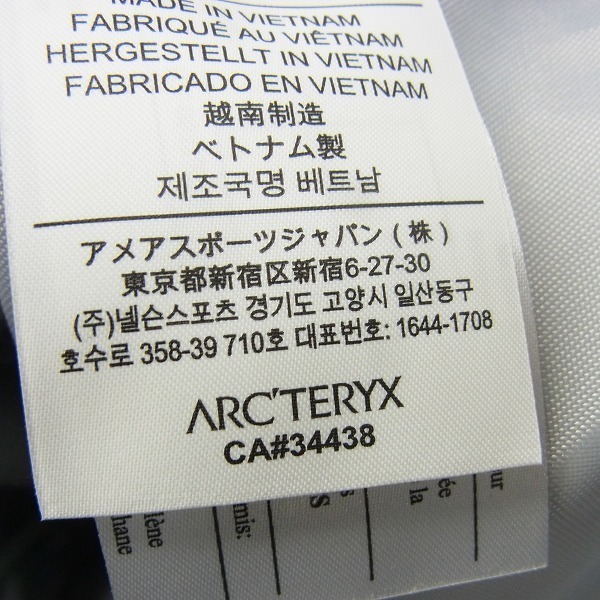 MADE IN VIETNAM
FABRIQUÉ AU VIÊTNAM
HERGESTELLT IN VIETNAM
FABRICADO EN VIETNAM
越南制造
ベトナム製
제조국명 베트남
アメアスポーツジャパン(株)
東京都新宿区新宿6-27-30
(주)넬슨스포츠 경기도 고양시 일산동구
호수로 358-39 710호 대표번호: 1644-1708
ARC'TERYX
CA#34438